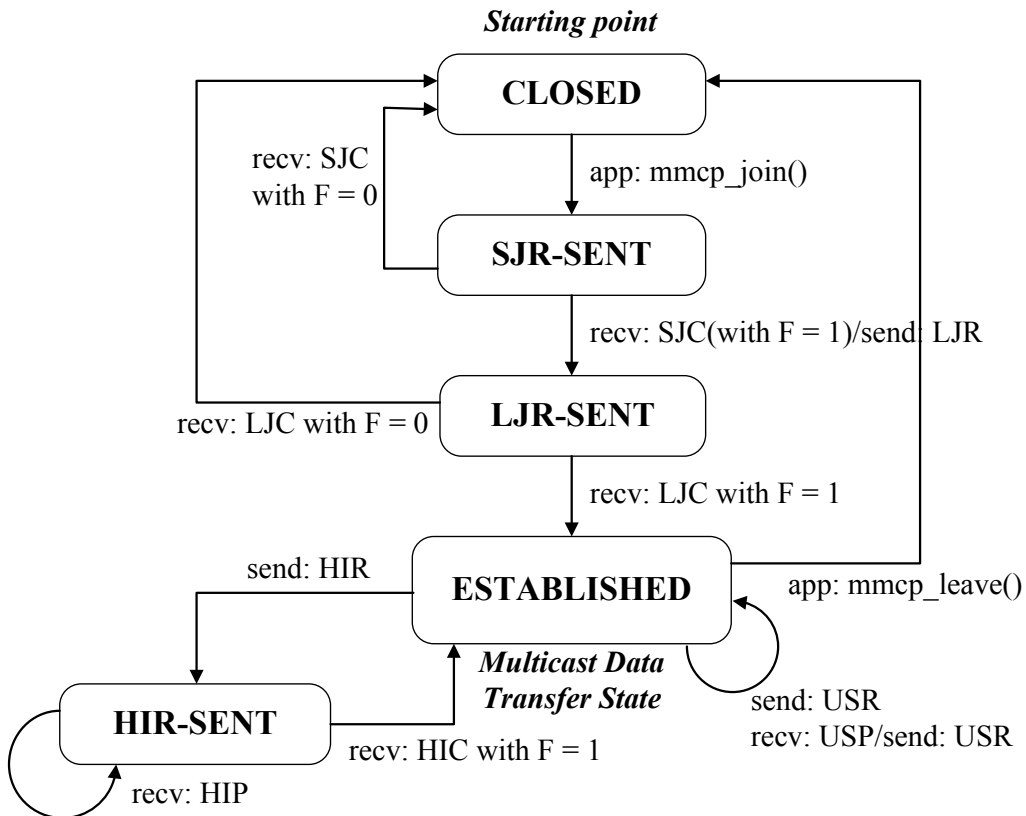 Starting point
CLOSED
recv: SJC
with F = 0
app: mmcp_join()
SJR-SENT
recv: SJC(with F = 1)/send: LJR
LJR-SENT
recv: LJC with F = 0
recv: LJC with F = 1
send: HIR
ESTABLISHED
app: mmcp_leave()
Multicast Data
Transfer State
send: USR
recv: USP/send: USR
HIR-SENT
recv: HIC with F = 1
recv: HIP